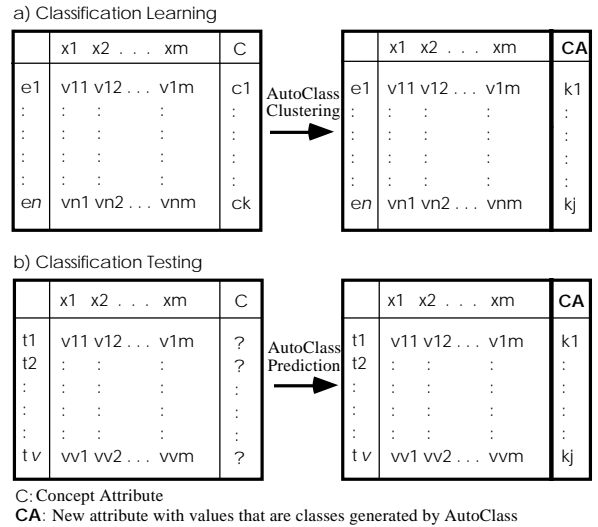 a) Classification Learning
x1 x2 . . . xm C
x1 x2 . . . xm CA
e1 v11 v12 . . . v1m c1
AutoClass
Clustering
e1 v11 v12 . . . v1m k1
: : : : :
: : : : :
: : : : :
: : : : :
en vn1 vn2 . . . vnm ck
en vn1 vn2 . . . vnm kj
b) Classification Testing
x1 x2 . . . xm C
x1 x2 . . . xm CA
t1 v11 v12 . . . v1m ?
t2 : : : ?
AutoClass
Prediction
t1 v11 v12 . . . v1m k1
t2 : : : :
: : : : :
: : : : :
: : : : :
tv vv1 vv2 . . . vvm ?
tv vv1 vv2 . . . vvm kj
C: Concept Attribute
CA: New attribute with values that are classes generated by AutoClass